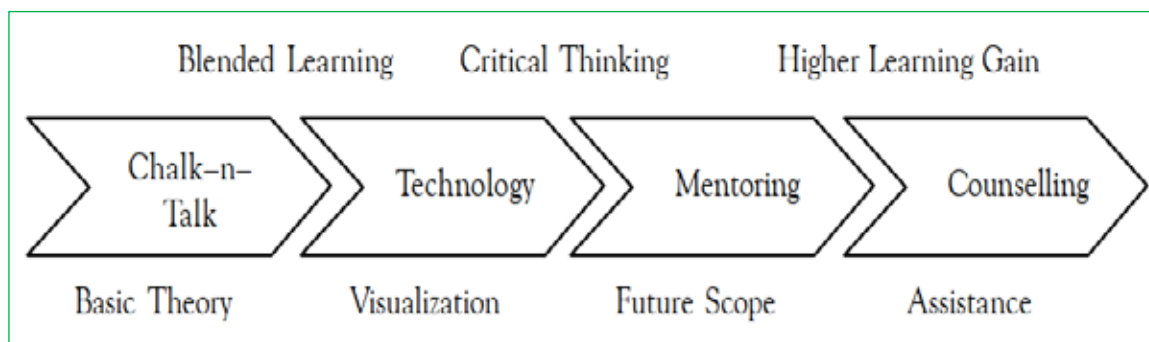 Blended Learning Critical Thinking Higher Learning Gain
Chalk–n–
Talk
Technology
Mentoring
Counselling
Basic Theory Visualization Future Scope Assistance